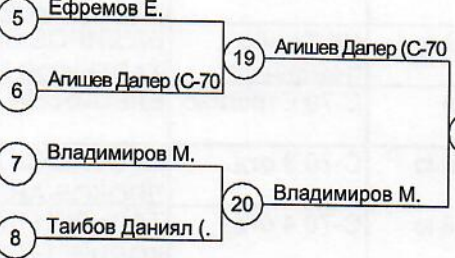 5 Ефремов Е.
19 Агишев Далер (С-70
6 Агишев Далер (С-70
7 Владимиров М.
20 Владимиров М.
8 Таибов Даниял (.